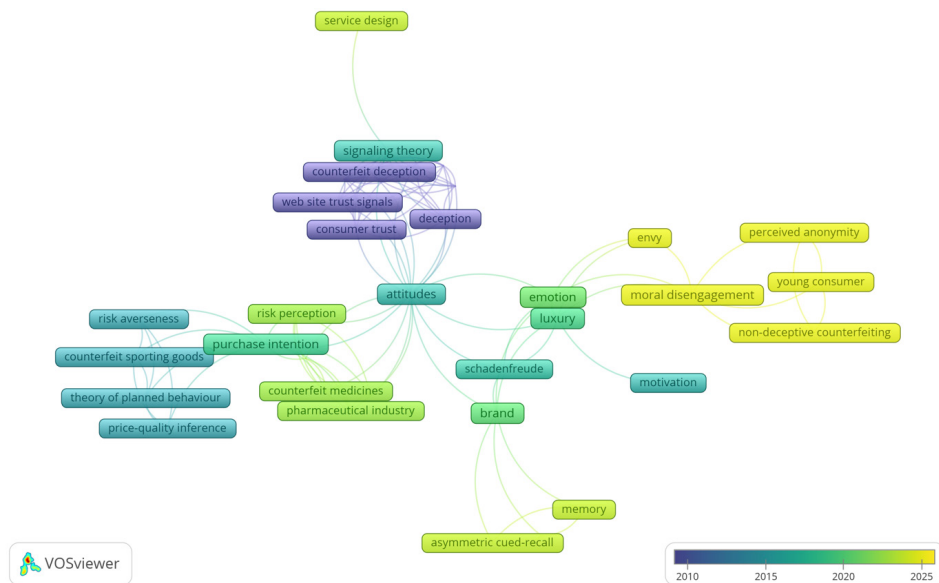 service design
signaling theory
counterfeit deception
web site trust signals
deception
consumer trust
envy
perceived anonymity
young consumer
attitudes
emotion
moral disengagement
luxury
non-deceptive counterfeiting
risk perception
risk averseness
purchase intention
counterfeit sporting goods
schadenfreude
motivation
counterfeit medicines
theory of planned behaviour
pharmaceutical industry
brand
price-quality inference
memory
asymmetric cued-recall
VOSviewer
2010 2015 2020 2025